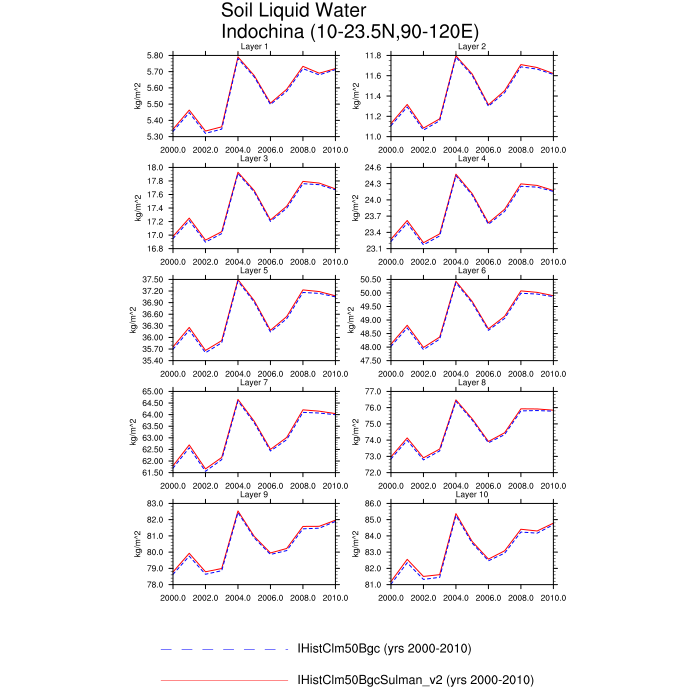 Soil Liquid Water
Indochina (10-23.5N,90-120E)
Layer 1
kg/m^2
5.80
5.70
5.60
5.50
5.40
5.30
2000.0 2002.0 2004.0 2006.0 2008.0 2010.0
Layer 2
kg/m^2
11.8
11.6
11.4
11.2
11.0
2000.0 2002.0 2004.0 2006.0 2008.0 2010.0
Layer 3
kg/m^2
18.0
17.8
17.6
17.4
17.2
17.0
16.8
2000.0 2002.0 2004.0 2006.0 2008.0 2010.0
Layer 4
kg/m^2
24.6
24.3
24.0
23.7
23.4
23.1
2000.0 2002.0 2004.0 2006.0 2008.0 2010.0
Layer 5
kg/m^2
37.50
37.20
36.90
36.60
36.30
36.00
35.70
35.40
2000.0 2002.0 2004.0 2006.0 2008.0 2010.0
Layer 6
kg/m^2
50.50
50.00
49.50
49.00
48.50
48.00
47.50
2000.0 2002.0 2004.0 2006.0 2008.0 2010.0
Layer 7
kg/m^2
65.00
64.50
64.00
63.50
63.00
62.50
62.00
61.50
2000.0 2002.0 2004.0 2006.0 2008.0 2010.0
Layer 8
kg/m^2
77.0
76.0
75.0
74.0
73.0
72.0
2000.0 2002.0 2004.0 2006.0 2008.0 2010.0
Layer 9
kg/m^2
83.0
82.0
81.0
80.0
79.0
78.0
2000.0 2002.0 2004.0 2006.0 2008.0 2010.0
Layer 10
kg/m^2
86.0
85.0
84.0
83.0
82.0
81.0
2000.0 2002.0 2004.0 2006.0 2008.0 2010.0
IHistClm50Bgc (yrs 2000-2010)
IHistClm50BgcSulman_v2 (yrs 2000-2010)